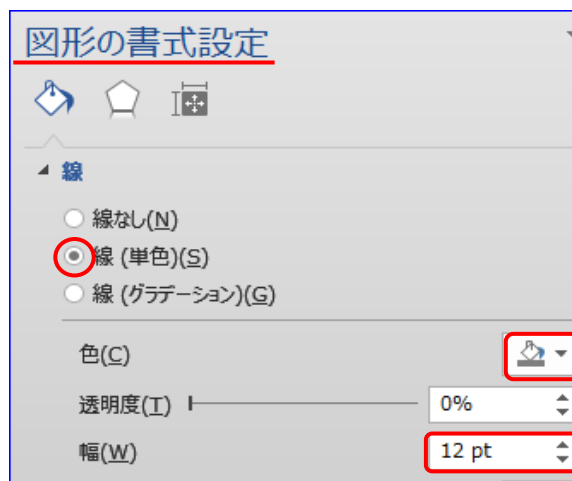 図形の書式設定
線
線なし(N)
線 (単色)(S)
線 (グラデーション)(G)
色(C)
透明度(T) 0%
幅(W) 12 pt